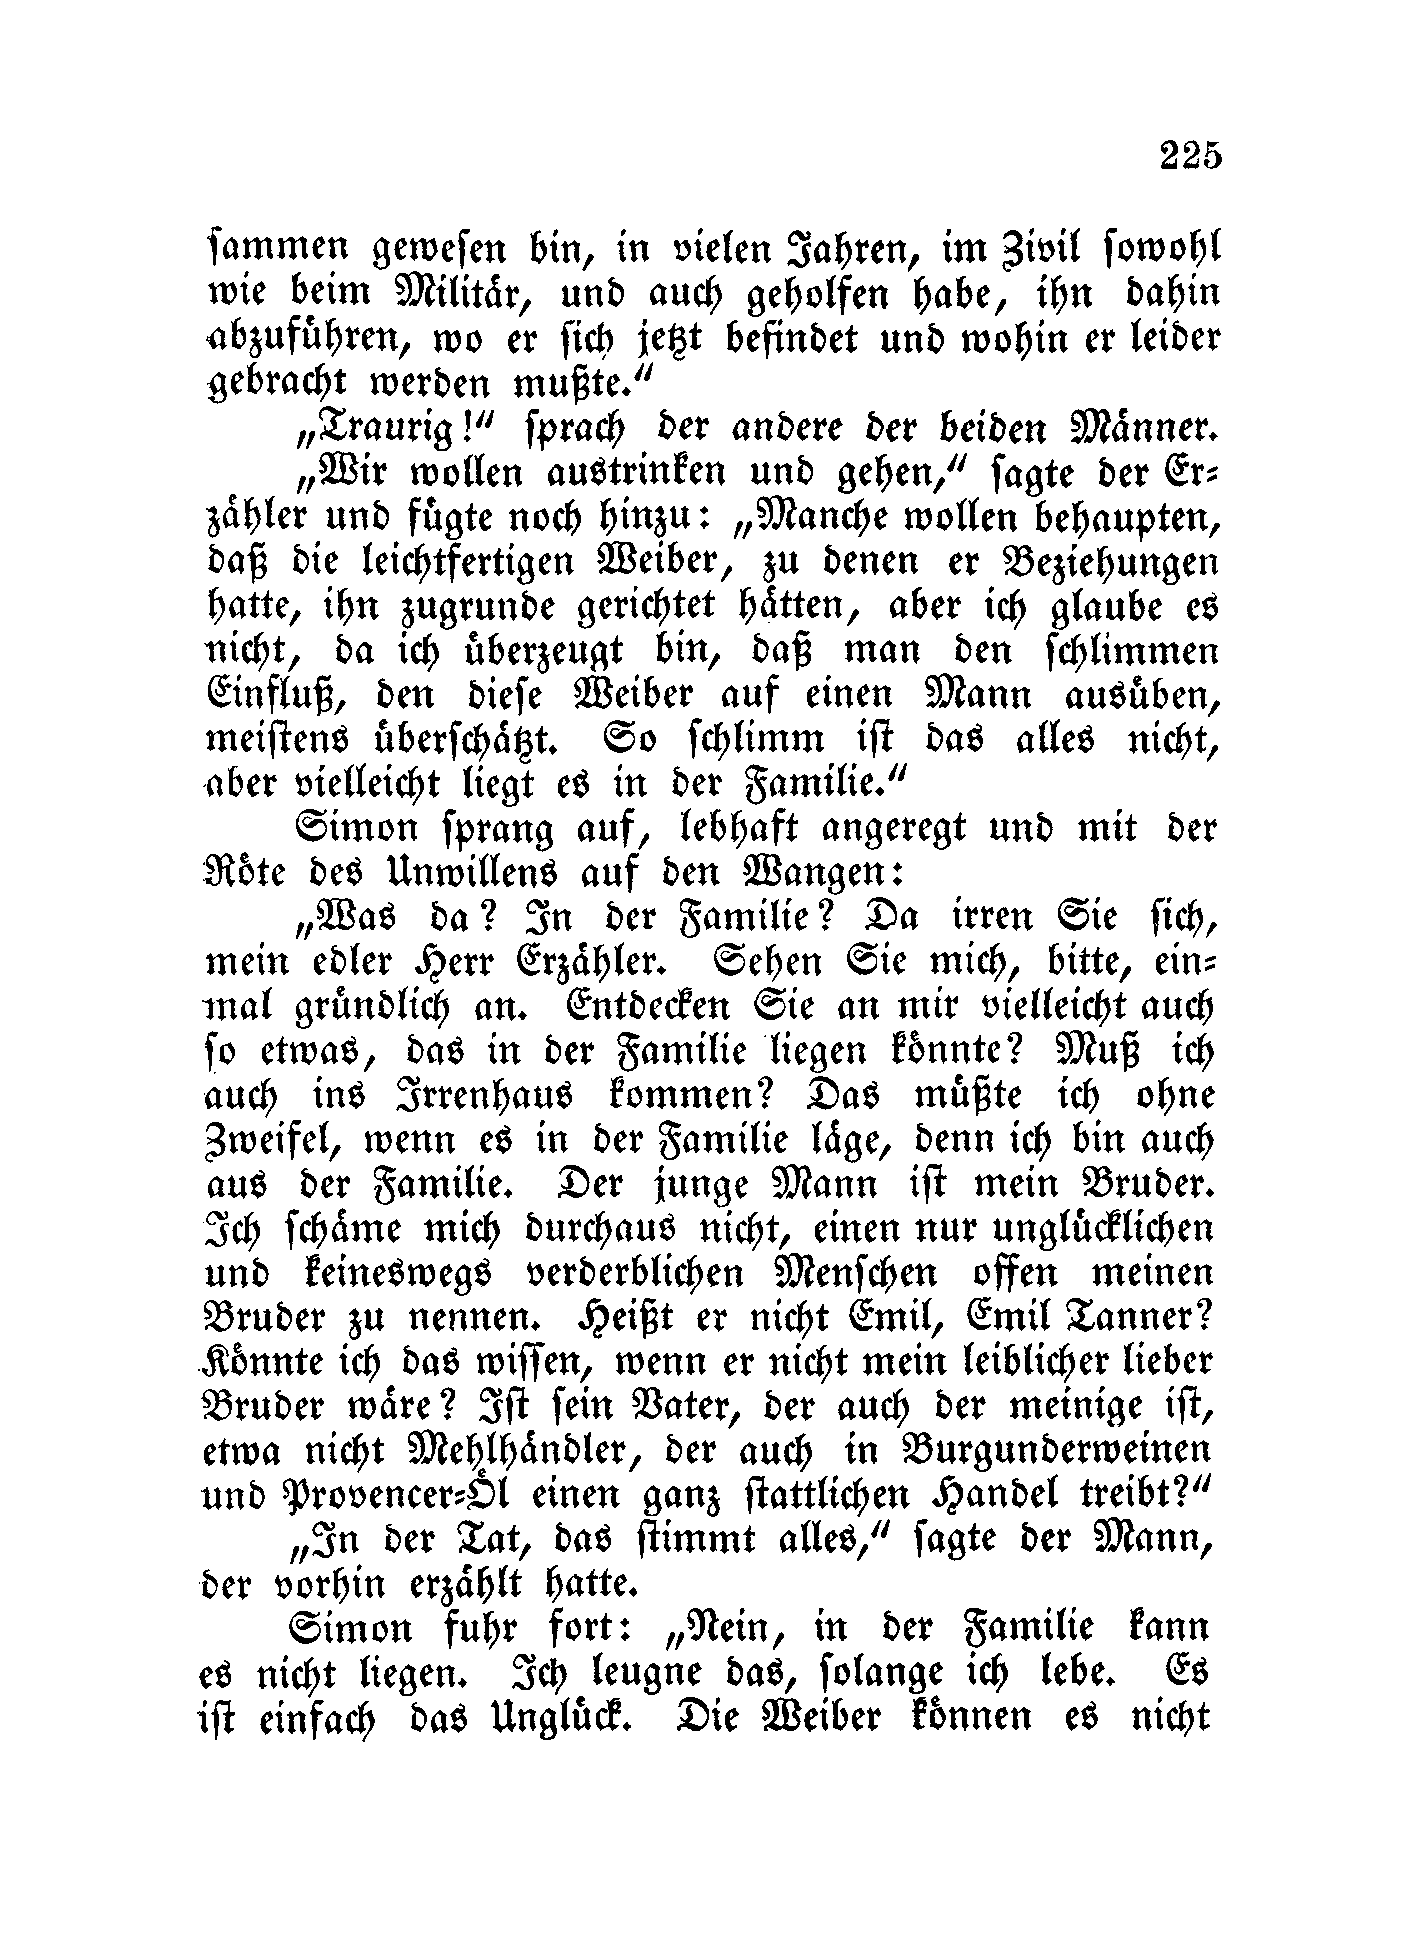 225
sammen gewesen bin, in vielen Jahren, im Zivil sowohl
wie beim Militär, und auch geholfen habe, ihn dahin
abzuführen, wo er sich jetzt befindet und wohin er leider
gebracht werden mußte.“
„Traurig!“ sprach der andere der beiden Männer.
„Wir wollen austrinken und gehen,“ sagte der Er-
zähler und fügte noch hinzu: „Manche wollen behaupten,
daß die leichtfertigen Weiber, zu denen er Beziehungen
hatte, ihn zugrunde gerichtet hätten, aber ich glaube es
nicht, da ich überzeugt bin, daß man den schlimmen
Einfluß, den diese Weiber auf einen Mann ausüben,
meistens überschätzt. So schlimm ist das alles nicht,
aber vielleicht liegt es in der Familie.“
Simon sprang auf, lebhaft angeregt und mit der
Röte des Unwillens auf den Wangen:
„Was da? In der Familie? Da irren Sie sich,
mein edler Herr Erzähler. Sehen Sie mich, bitte, ein-
mal gründlich an. Entdecken Sie an mir vielleicht auch
so etwas, das in der Familie liegen könnte? Muß ich
auch ins Irrenhaus kommen? Das müßte ich ohne
Zweifel, wenn es in der Familie läge, denn ich bin auch
aus der Familie. Der junge Mann ist mein Bruder.
Ich schäme mich durchaus nicht, einen nur unglücklichen
und keineswegs verderblichen Menschen offen meinen
Bruder zu nennen. Heißt er nicht Emil, Emil Tanner?
Könnte ich das wissen, wenn er nicht mein leiblicher lieber
Bruder wäre? Ist sein Vater, der auch der meinige ist,
etwa nicht Mehlhändler, der auch in Burgunderweinen
und Provencer-Öl einen ganz stattlichen Handel treibt?“
„In der Tat, das stimmt alles,“ sagte der Mann,
der vorhin erzählt hatte.
Simon fuhr fort: „Nein, in der Familie kann
es nicht liegen. Ich leugne das, solange ich lebe. Es
ist einfach das Unglück. Die Weiber können es nicht